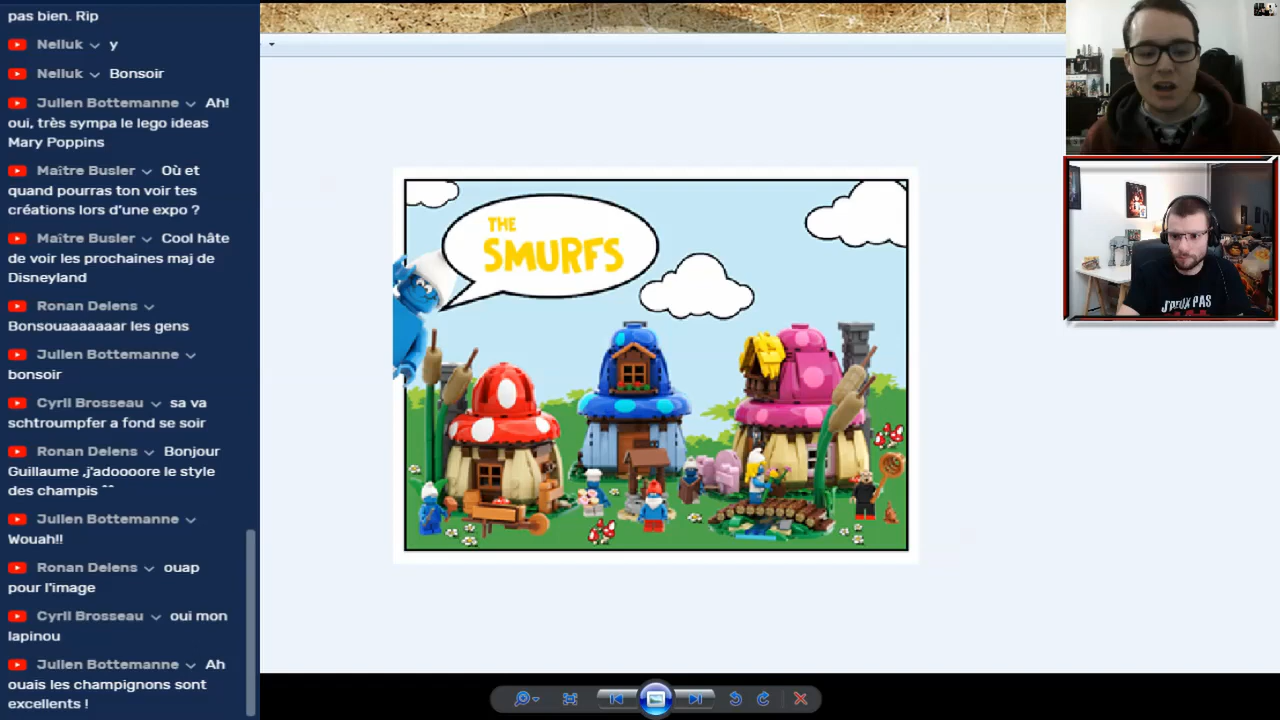 pas bien. Rip
Nelluk y
Nelluk Bonsoir
Julien Bottemanne Ah!
oui, très sympa le lego ideas
Mary Poppins
Maître Busler Où et
quand pourras ton voir tes
créations lors d'une expo ?
Maître Busler Cool hâte
de voir les prochaines maj de
Disneyland
Ronan Delens
Bonsouaaaaaaar les gens
Julien Bottemanne
bonsoir
Cyril Brosseau sa va
schtroumpfer a fond se soir
Ronan Delens Bonjour
Guillaume ,j'adoooore le style
des champis ^^
Julien Bottemanne
Wouah!!
Ronan Delens ouap
pour l'image
Cyril Brosseau oui mon
lapinou
Julien Bottemanne Ah
ouais les champignons sont
excellents !
THE
SMURFS
J'PEUX PAS